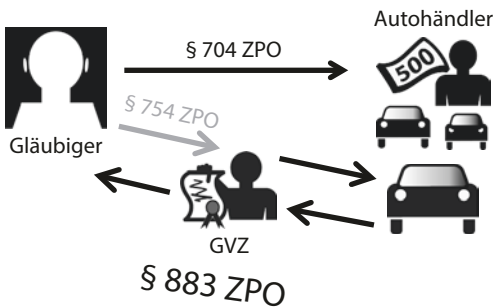 Autohändler
§ 704 ZPO
500
§ 754 ZPO
Gläubiger
GVZ
§ 883 ZPO